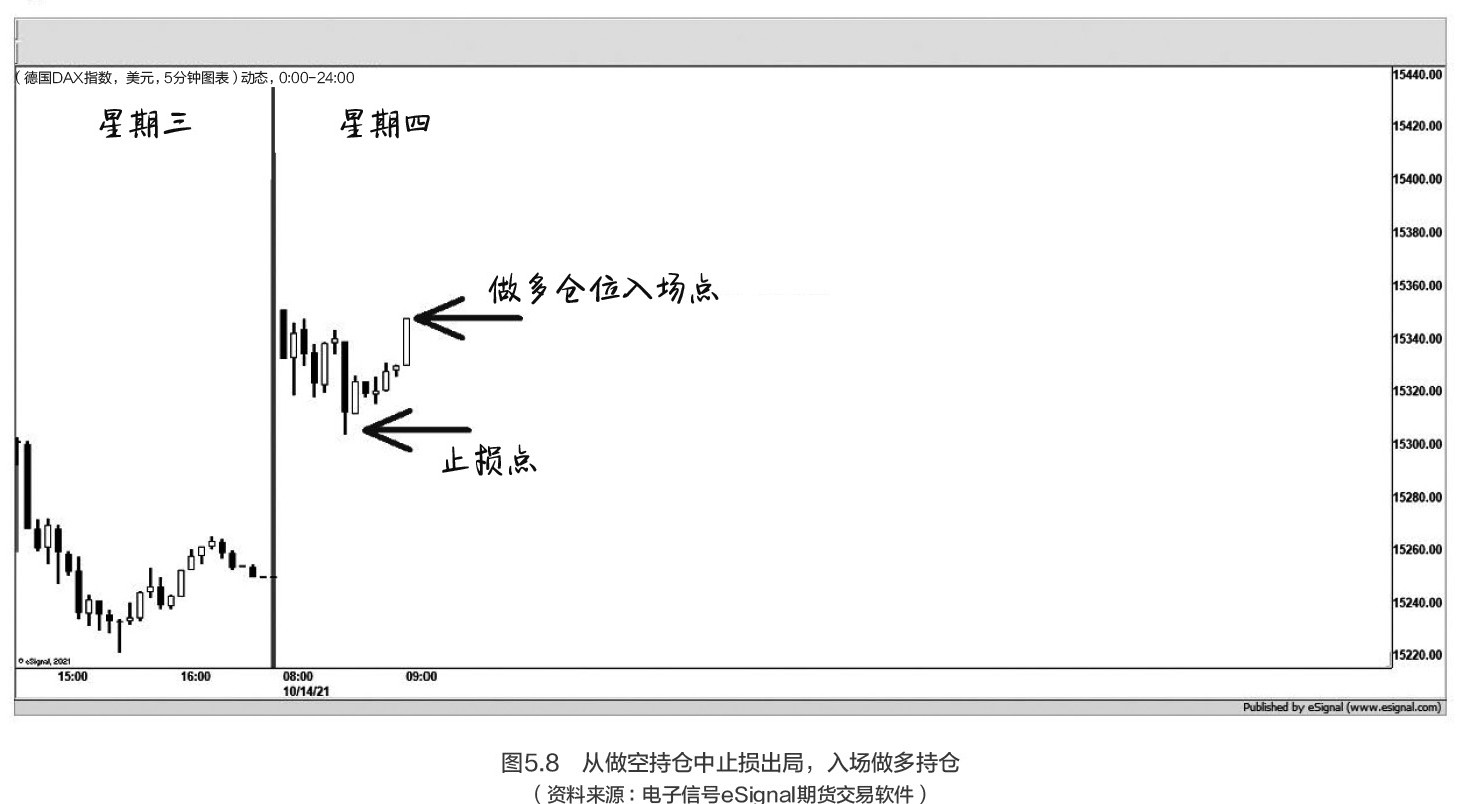 （德国DAX指数，美元，5分钟图表）动态，0:00-24:00
星期三
星期四
做多仓位入场点
止损点
15440.00
15420.00
15400.00
15380.00
15360.00
15340.00
15320.00
15300.00
15280.00
15260.00
15240.00
15220.00
© eSignal, 2021
15:00 16:00 08:00 09:00
10/14/21
Published by eSignal (www.esignal.com)
图5.8 从做空持仓中止损出局，入场做多持仓
（资料来源：电子信号eSignal期货交易软件）